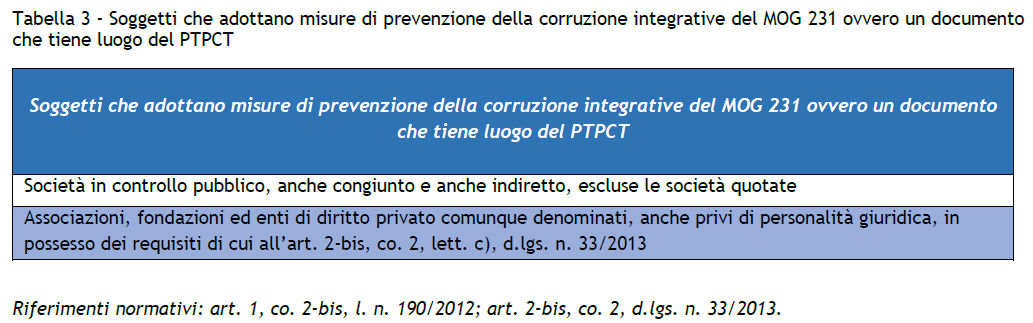 Tabella 3 - Soggetti che adottano misure di prevenzione della corruzione integrative del MOG 231 ovvero un documento
che tiene luogo del PTPCT
Soggetti che adottano misure di prevenzione della corruzione integrative del MOG 231 ovvero un documento
che tiene luogo del PTPCT
Società in controllo pubblico, anche congiunto e anche indiretto, escluse le società quotate
Associazioni, fondazioni ed enti di diritto privato comunque denominati, anche privi di personalità giuridica, in
possesso dei requisiti di cui all'art. 2-bis, co. 2, lett. c), d.lgs. n. 33/2013
Riferimenti normativi: art. 1, co. 2-bis, l. n. 190/2012; art. 2-bis, co. 2, d.lgs. n. 33/2013.